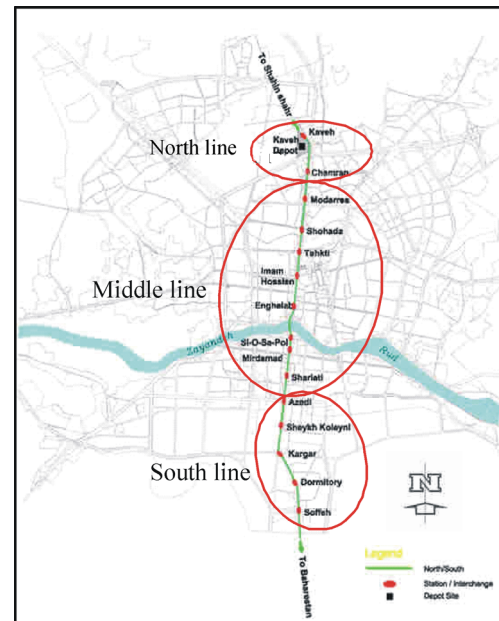 To Shahin shahr
North line
Kaveh
Kaveh
Depot
Chamran
Modarres
Shohada
Tahkti
Imam
Hossien
Middle line
Enghelab
Zayandeh
Rud
Si-O-Se-Pol
Mirdamad
Shariati
Azadi
Sheykh Koleyni
South line
Kargar
Dormitory
Soffeh
N
To Baharestan
Legend
North/South
Station / Interchange
Depot Site